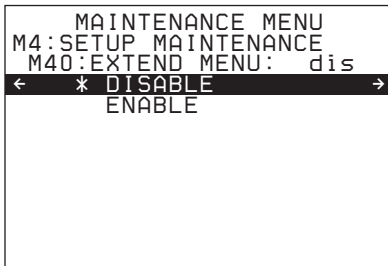 MAINTENANCE MENU
M4:SETUP MAINTENANCE
M40:EXTEND MENU: dis
← * DISABLE →
ENABLE